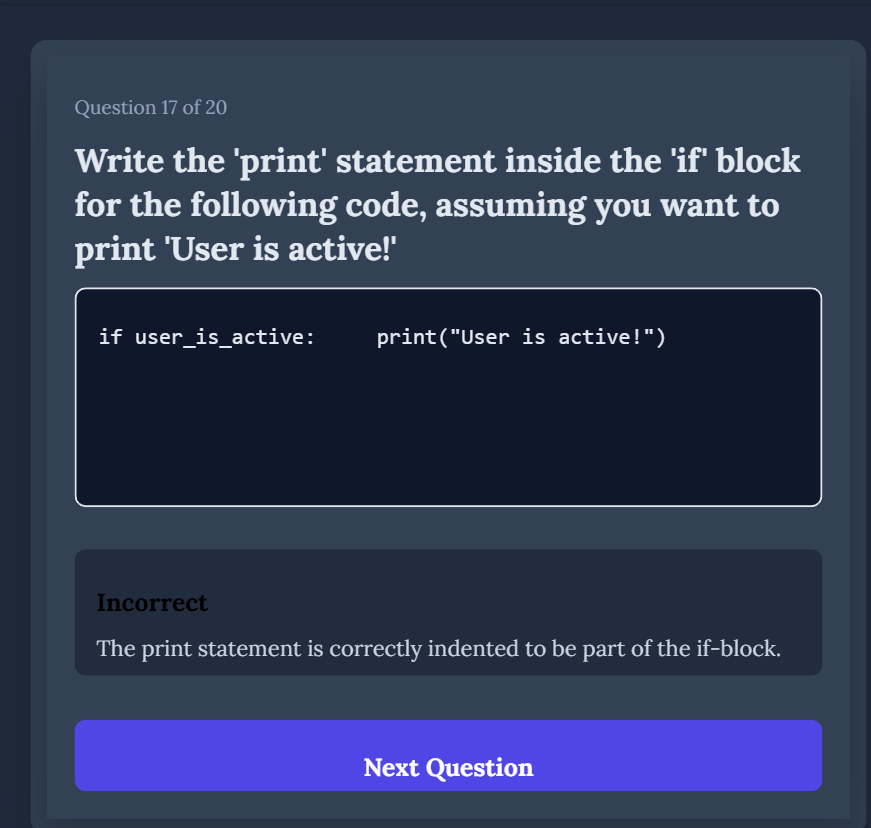 Question 17 of 20
Write the 'print' statement inside the 'if' block
for the following code, assuming you want to
print 'User is active!'
if user_is_active:     print("User is active!")
Incorrect
The print statement is correctly indented to be part of the if-block.
Next Question